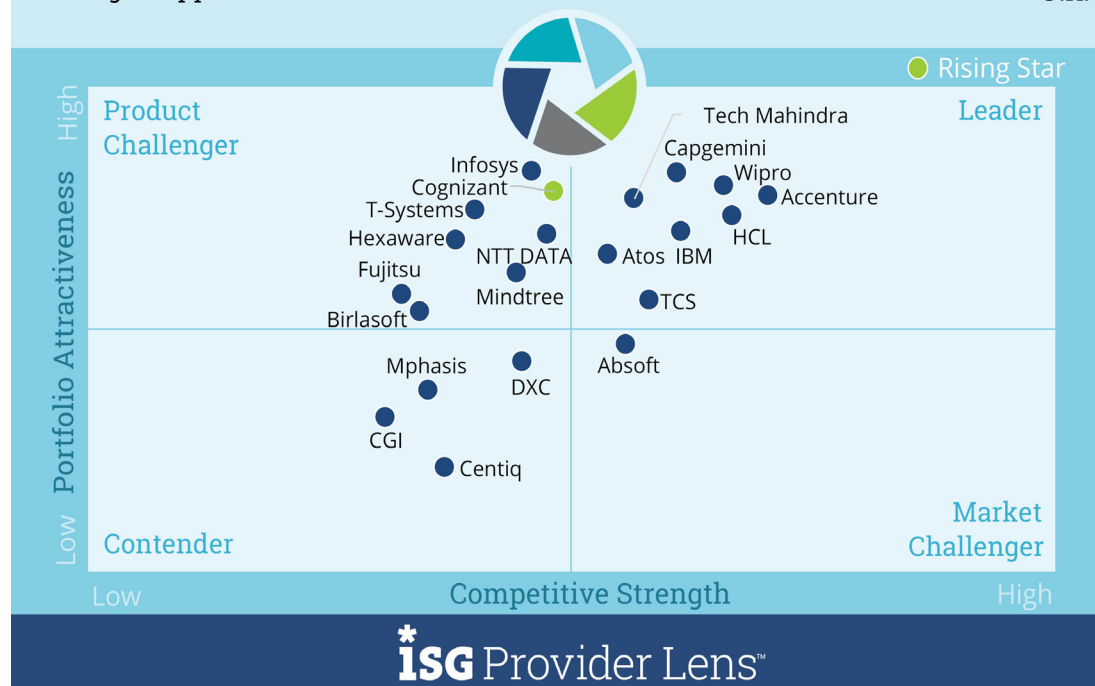 Rising Star
High
Product
Challenger
Leader
Tech Mahindra
Capgemini
Infosys
Wipro
Cognizant
Accenture
T-Systems
HCL
Hexaware
NTT DATA
Atos
IBM
Fujitsu
Mindtree
TCS
Birlasoft
Portfolio Attractiveness
Absoft
Mphasis
DXC
CGI
Centiq
Low
Contender
Market
Challenger
Low
Competitive Strength
High
iSG Provider Lens™